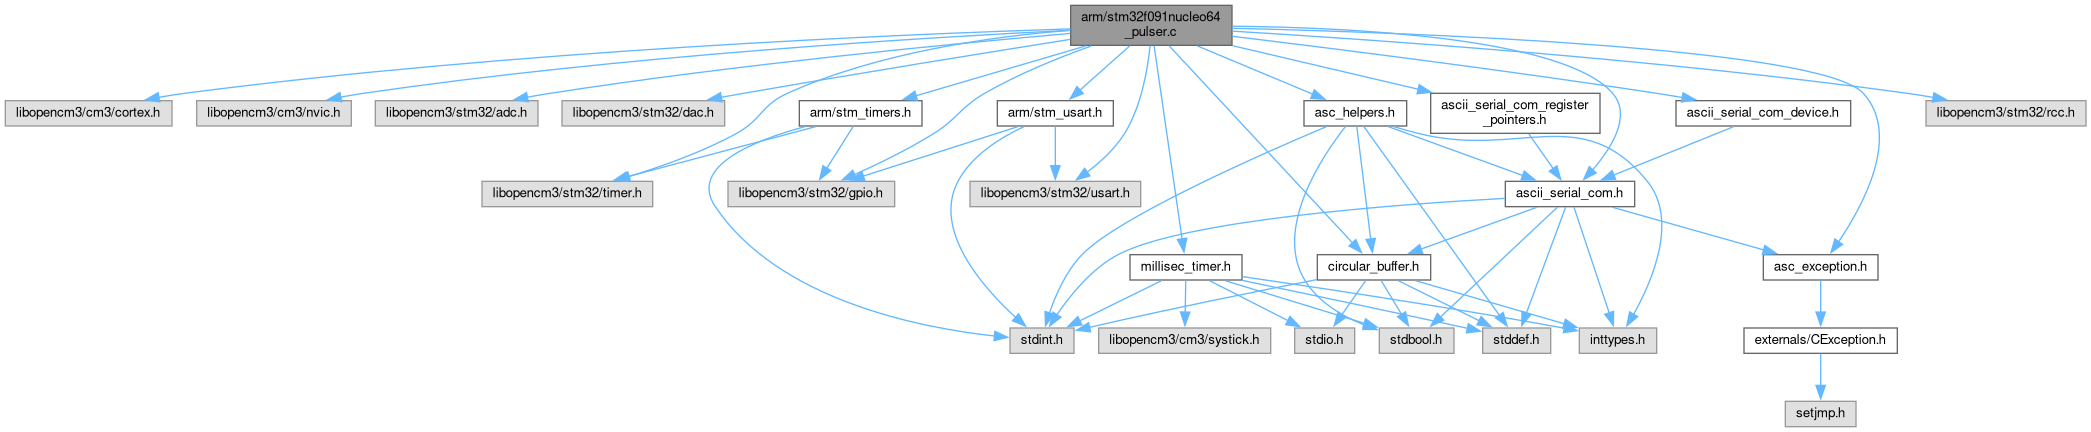 arm/stm32f091nucleo64
_pulser.c
libopencm3/cm3/cortex.h
libopencm3/cm3/nvic.h
libopencm3/stm32/adc.h
libopencm3/stm32/dac.h
arm/stm_timers.h
arm/stm_usart.h
asc_helpers.h
ascii_serial_com_register
_pointers.h
ascii_serial_com_device.h
libopencm3/stm32/rcc.h
libopencm3/stm32/timer.h
libopencm3/stm32/gpio.h
libopencm3/stm32/usart.h
ascii_serial_com.h
millisec_timer.h
circular_buffer.h
asc_exception.h
stdint.h
libopencm3/cm3/systick.h
stdio.h
stdbool.h
stddef.h
inttypes.h
externals/CException.h
setjmp.h